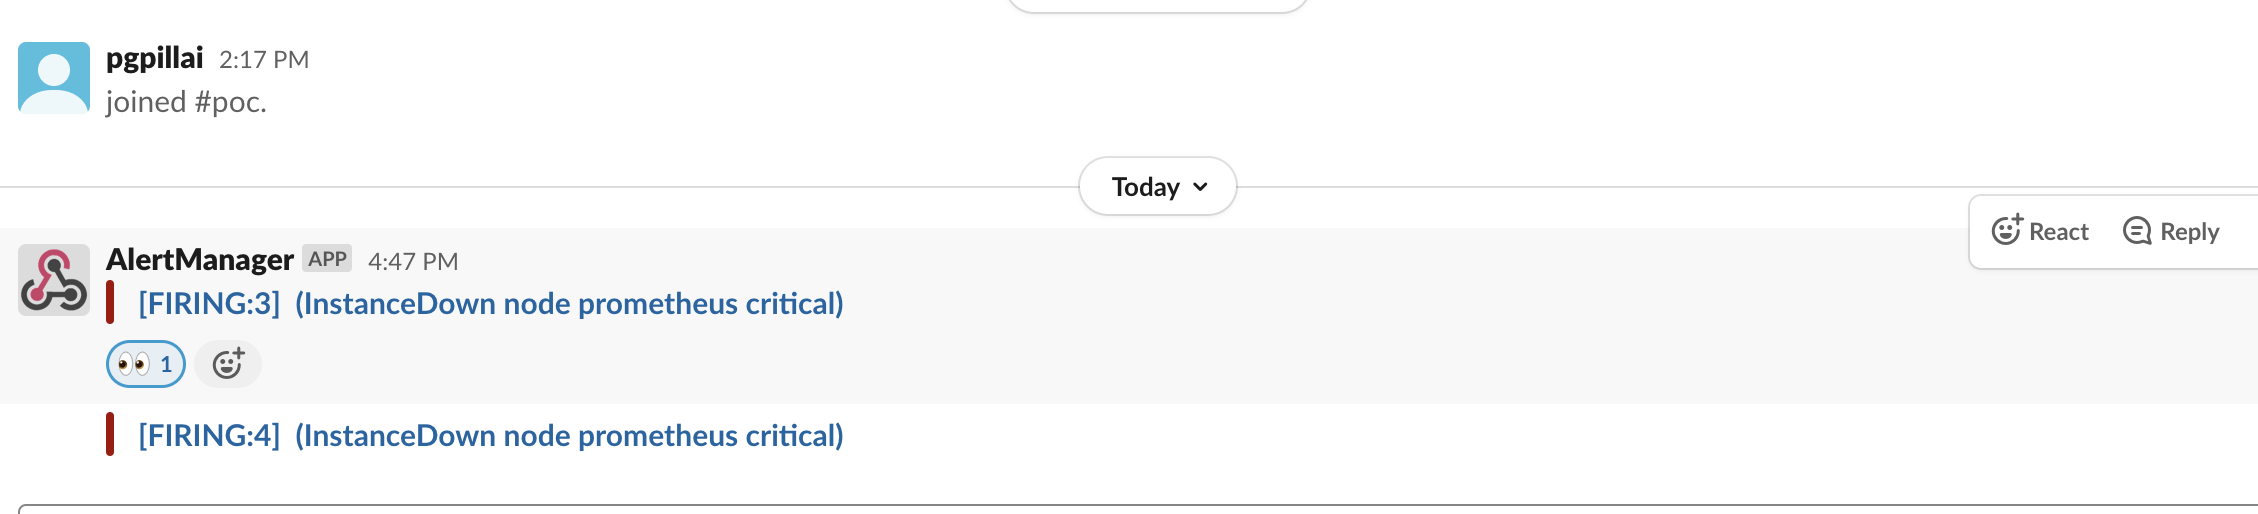 pgpillai 2:17 PM
joined #poc.
Today
React Reply
AlertManager APP 4:47 PM
[FIRING:3] (InstanceDown node prometheus critical)
1
[FIRING:4] (InstanceDown node prometheus critical)